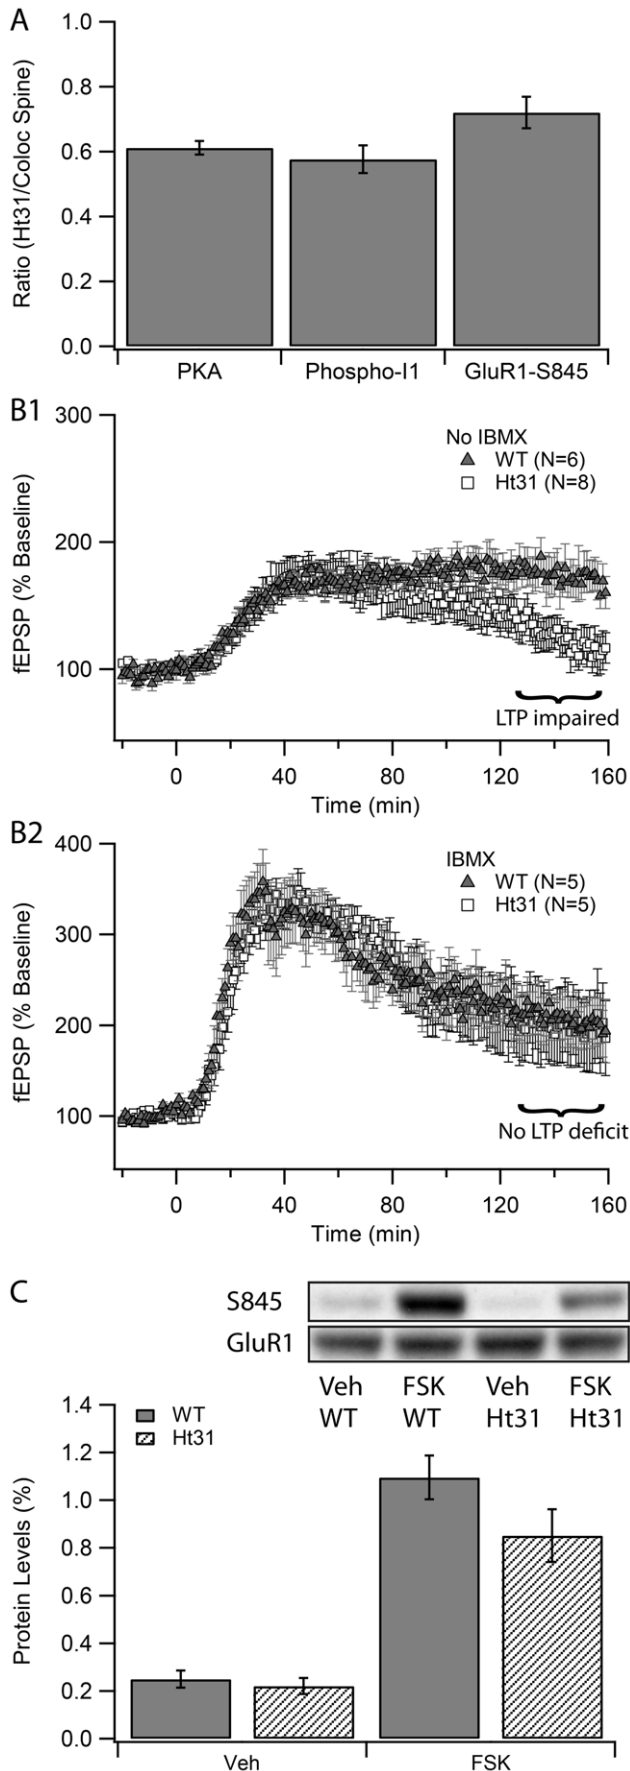 A
Ratio (Ht31/Coloc Spine)
1.0
0.8
0.6
0.4
0.2
0.0
PKA
Phospho-I1
GluR1-S845
B1
fEPSP (% Baseline)
300
200
100
No IBMX
WT (N=6)
Ht31 (N=8)
LTP impaired
0 40 80 120 160
Time (min)
B2
fEPSP (% Baseline)
400
300
200
100
IBMX
WT (N=5)
Ht31 (N=5)
No LTP deficit
0 40 80 120 160
Time (min)
C
S845
GluR1
Veh FSK Veh FSK
WT WT Ht31 Ht31
Protein Levels (%)
1.4
1.2
1.0
0.8
0.6
0.4
0.2
0.0
WT
Ht31
Veh FSK